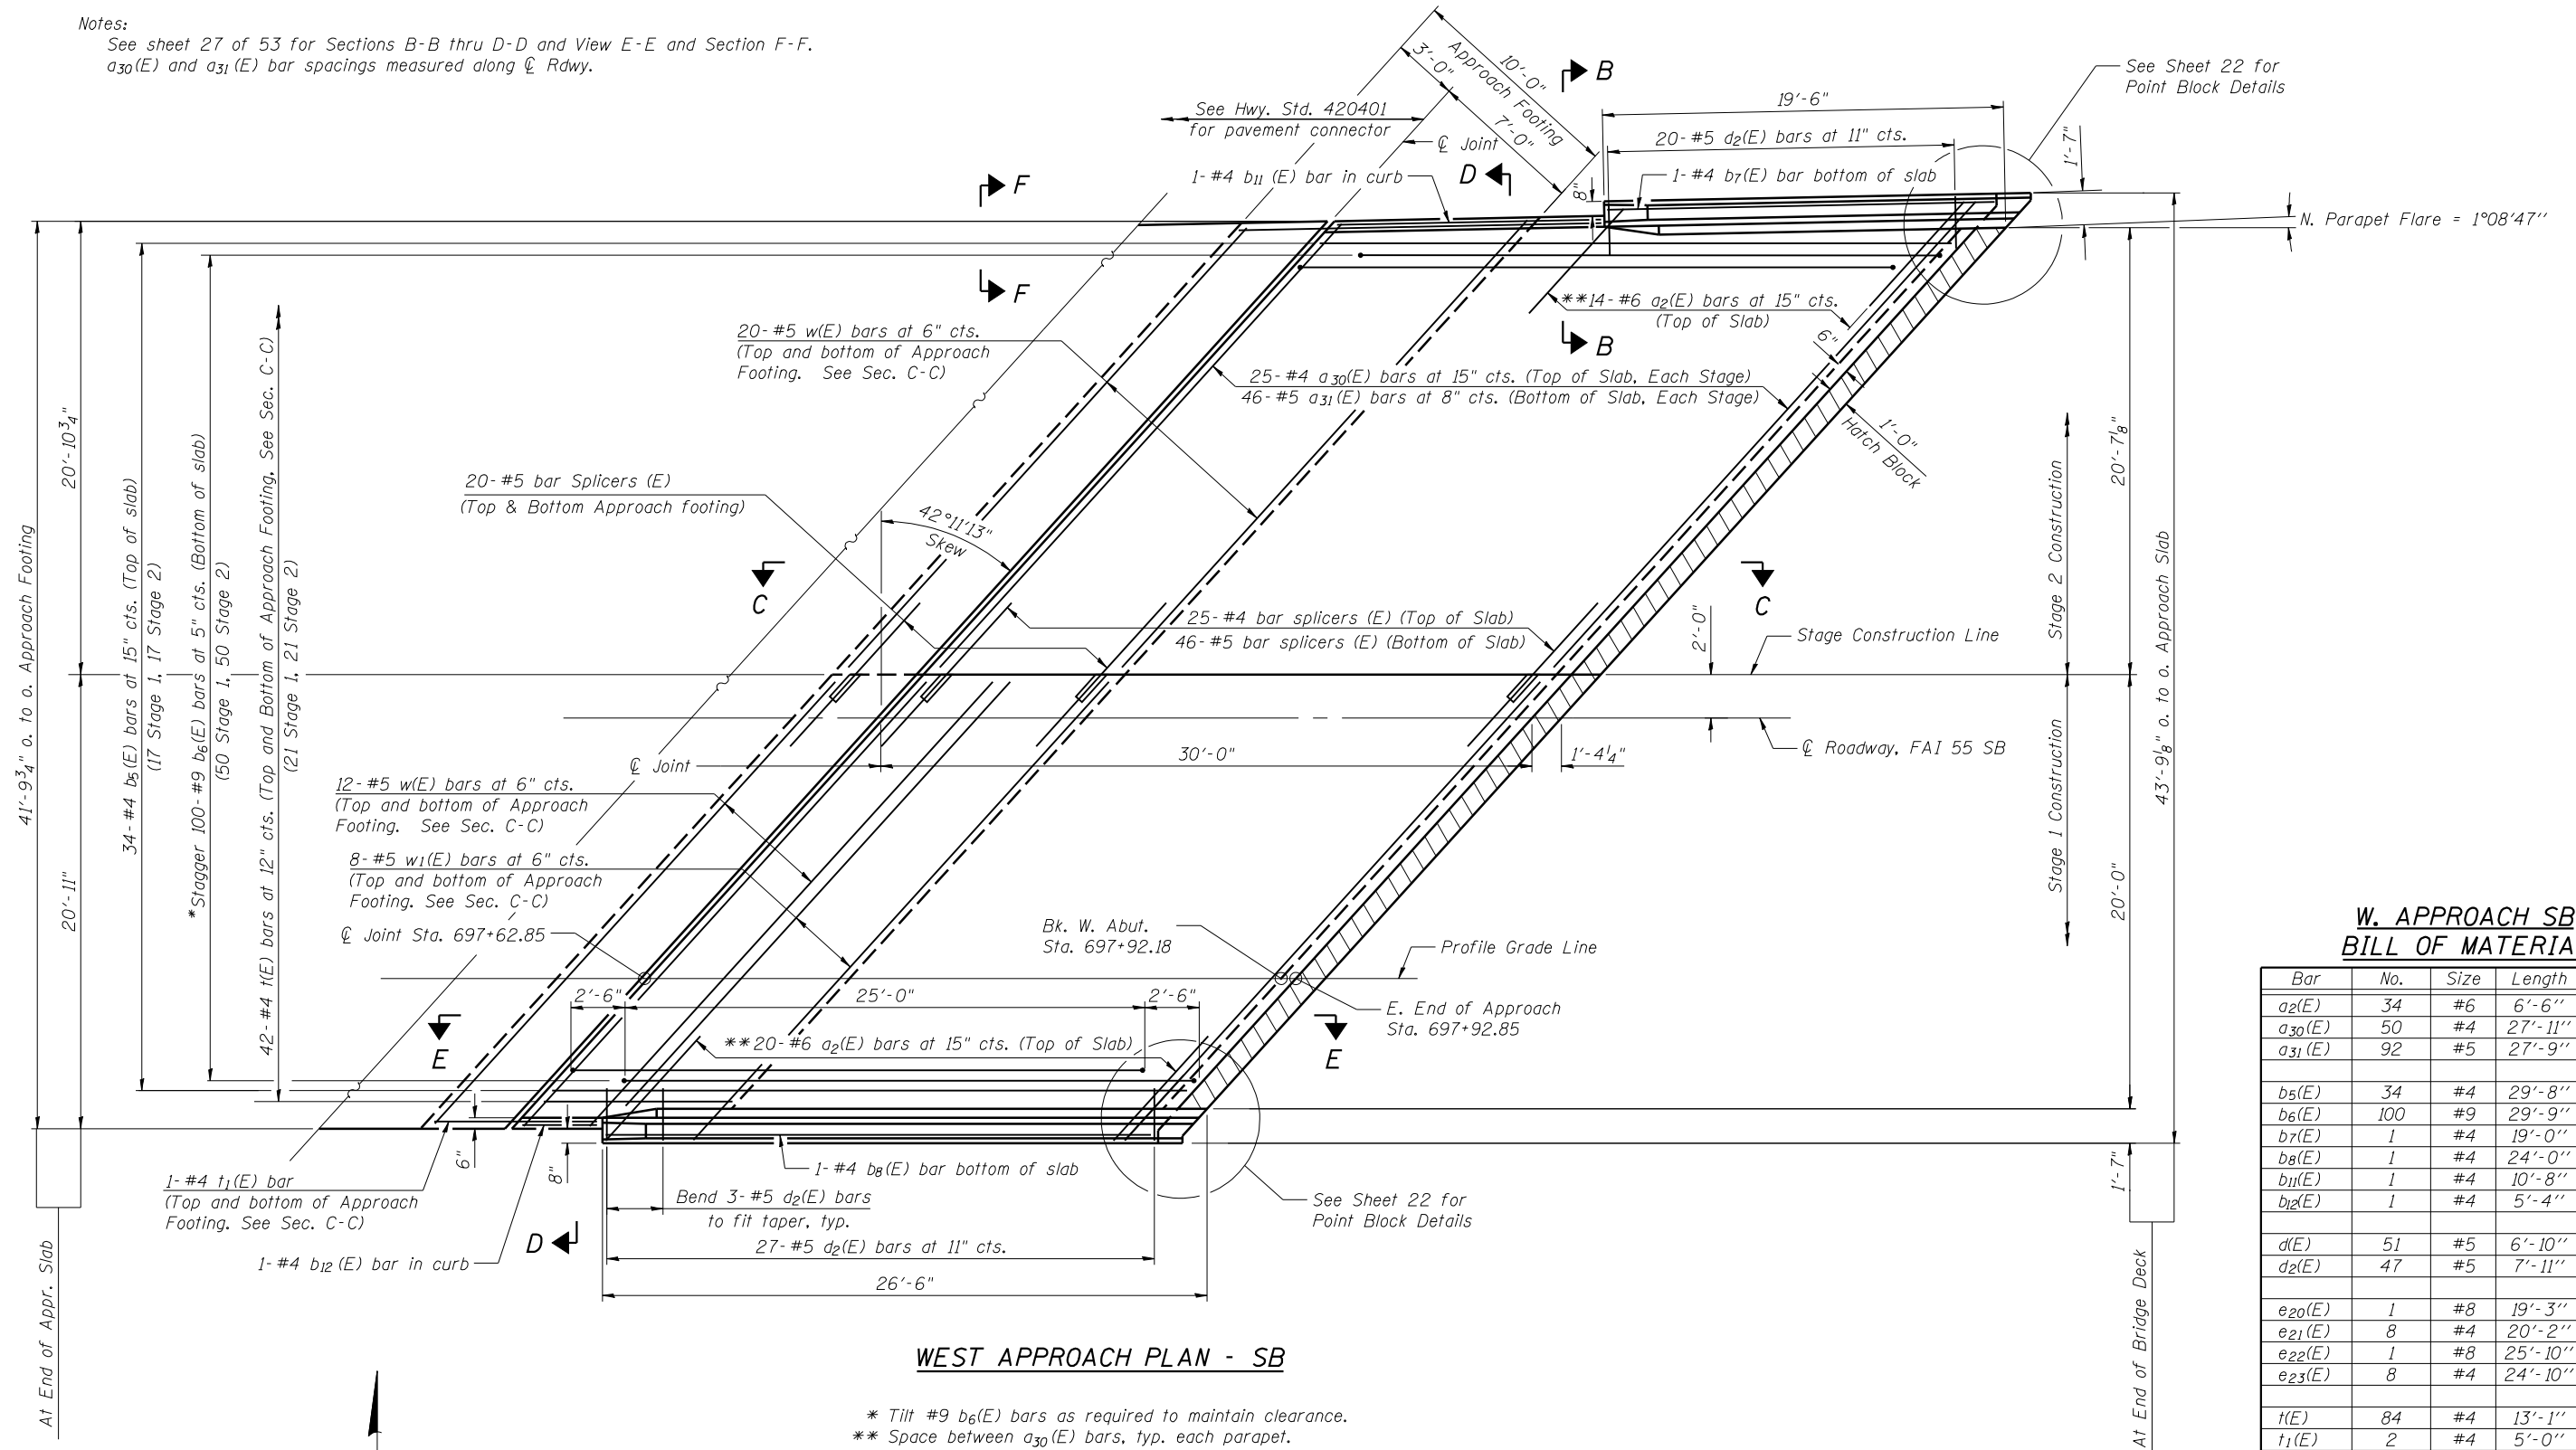 Notes:
See sheet 27 of 53 for Sections B-B thru D-D and View E-E and Section F-F.
a30(E) and a31(E) bar spacings measured along ℄ Rdwy.
10'-0"
Approach Footing
3'-0"
7'-0"
B
See Sheet 22 for
Point Block Details
See Hwy. Std. 420401
for pavement connector
19'-6"
℄ Joint
20-#5 d2(E) bars at 11" cts.
1'-7"
F
1-#4 b11 (E) bar in curb
D
8"
1-#4 b7(E) bar bottom of slab
N. Parapet Flare = 1°08'47''
F
**14-#6 a2(E) bars at 15" cts.
(Top of Slab)
B
6"
20-#5 w(E) bars at 6" cts.
(Top and bottom of Approach
Footing. See Sec. C-C)
25-#4 a30(E) bars at 15" cts. (Top of Slab, Each Stage)
46-#5 a31(E) bars at 8" cts. (Bottom of Slab, Each Stage)
1'-0"
Hatch Block
41'-9¾" o. to o. Approach Footing
20'-10¾"
20'-11"
34-#4 b5(E) bars at 15" cts. (Top of slab)
(17 Stage 1, 17 Stage 2)
*Stagger 100-#9 b6(E) bars at 5" cts. (Bottom of slab)
(50 Stage 1, 50 Stage 2)
42-#4 t(E) bars at 12" cts. (Top and Bottom of Approach Footing, See Sec. C-C)
(21 Stage 1, 21 Stage 2)
20-#5 bar Splicers (E)
(Top & Bottom Approach footing)
42°11'13"
Skew
C
C
25-#4 bar splicers (E) (Top of Slab)
46-#5 bar splicers (E) (Bottom of Slab)
2'-0"
Stage Construction Line
Stage 2 Construction
20'-7⅛"
43'-9⅛" o. to o. Approach Slab
℄ Joint
30'-0"
1'-4¼"
℄ Roadway, FAI 55 SB
Stage 1 Construction
20'-0"
12-#5 w(E) bars at 6" cts.
(Top and bottom of Approach
Footing. See Sec. C-C)
8-#5 w1(E) bars at 6" cts.
(Top and bottom of Approach
Footing. See Sec. C-C)
℄ Joint Sta. 697+62.85
Bk. W. Abut.
Sta. 697+92.18
Profile Grade Line
E. End of Approach
Sta. 697+92.85
2'-6"
25'-0"
2'-6"
E
E
**20-#6 a2(E) bars at 15" cts. (Top of Slab)
6"
8"
1-#4 b8(E) bar bottom of slab
1-#4 t1(E) bar
(Top and bottom of Approach
Footing. See Sec. C-C)
Bend 3-#5 d2(E) bars
to fit taper, typ.
See Sheet 22 for
Point Block Details
1'-7"
D
27-#5 d2(E) bars at 11" cts.
1-#4 b12 (E) bar in curb
26'-6"
At End of Appr. Slab
At End of Bridge Deck
WEST APPROACH PLAN - SB
* Tilt #9 b6(E) bars as required to maintain clearance.
** Space between a30(E) bars, typ. each parapet.
W. APPROACH SB
BILL OF MATERIA
Bar No. Size Length
a2(E) 34 #6 6'-6''
a30(E) 50 #4 27'-11''
a31(E) 92 #5 27'-9''
b5(E) 34 #4 29'-8''
b6(E) 100 #9 29'-9''
b7(E) 1 #4 19'-0''
b8(E) 1 #4 24'-0''
b11(E) 1 #4 10'-8''
b12(E) 1 #4 5'-4''
d(E) 51 #5 6'-10''
d2(E) 47 #5 7'-11''
e20(E) 1 #8 19'-3''
e21(E) 8 #4 20'-2''
e22(E) 1 #8 25'-10''
e23(E) 8 #4 24'-10''
t(E) 84 #4 13'-1''
t1(E) 2 #4 5'-0''